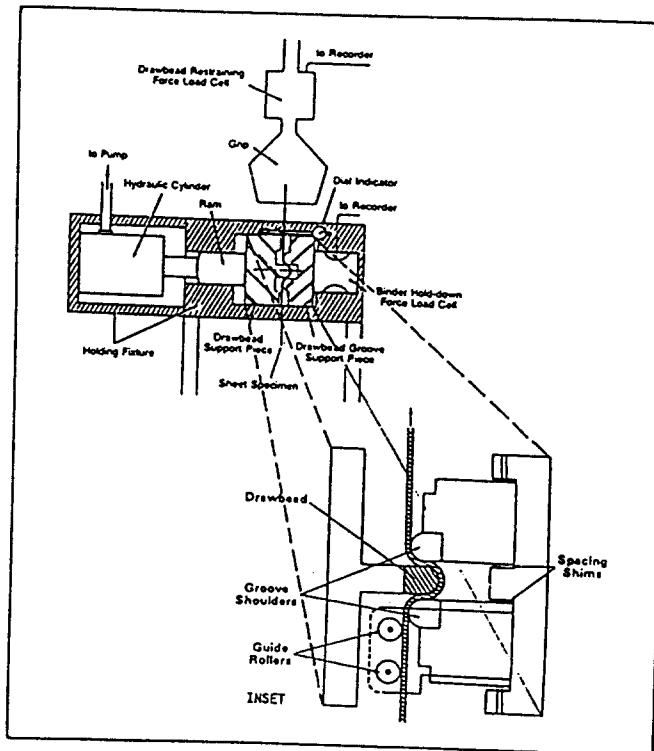 to Recorder
Drawbead Restraining
Force Load Cell
Grip
to Pump
Hydraulic Cylinder
Ram
Dial Indicator
to Recorder
Binder Hold-down
Force Load Cell
Holding Fixture
Drawbead
Support Piece
Drawbead Groove
Support Piece
Sheet Specimen
Drawbead
Groove
Shoulders
Spacing
Shims
Guide
Rollers
INSET